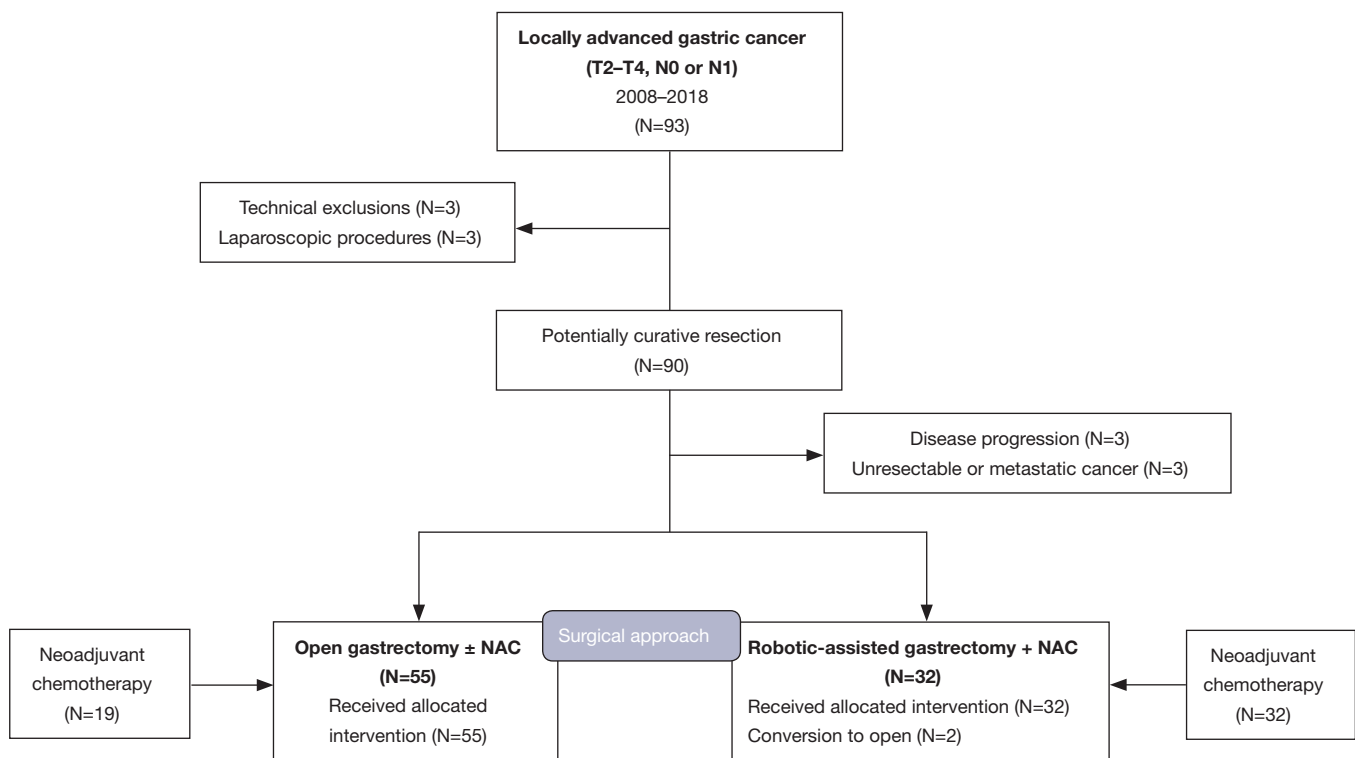 Locally advanced gastric cancer
(T2–T4, N0 or N1)
2008–2018
(N=93)
Technical exclusions (N=3)
Laparoscopic procedures (N=3)
Potentially curative resection
(N=90)
Disease progression (N=3)
Unresectable or metastatic cancer (N=3)
Neoadjuvant
chemotherapy
(N=19)
Open gastrectomy ± NAC
(N=55)
Received allocated
intervention (N=55)
Surgical approach
Robotic-assisted gastrectomy + NAC
(N=32)
Received allocated intervention (N=32)
Conversion to open (N=2)
Neoadjuvant
chemotherapy
(N=32)